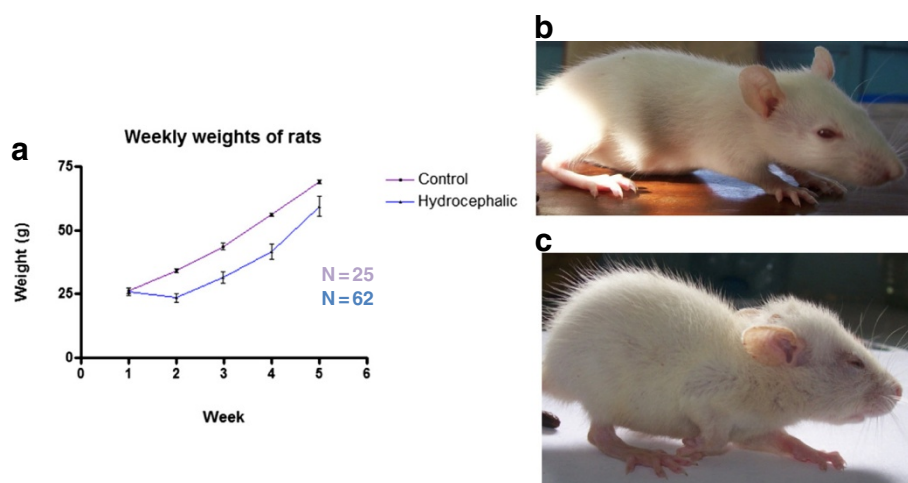 a
Weekly weights of rats
75
50
25
0
Weight (g)
0 1 2 3 4 5 6
Week
Control
Hydrocephalic
N=25
N=62
b
c